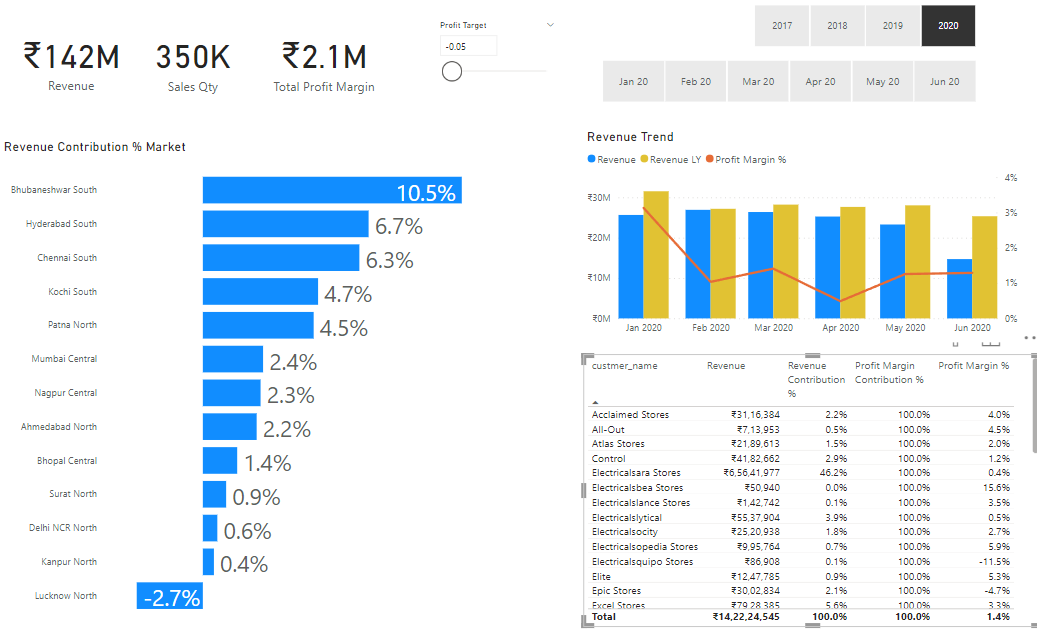 ₹142M
Revenue
350K
Sales Qty
₹2.1M
Total Profit Margin
Profit Target
-0.05
2017 2018 2019 2020
Jan 20 Feb 20 Mar 20 Apr 20 May 20 Jun 20
Revenue Contribution % Market
Bhubaneshwar South 10.5%
Hyderabad South 6.7%
Chennai South 6.3%
Kochi South 4.7%
Patna North 4.5%
Mumbai Central 2.4%
Nagpur Central 2.3%
Ahmedabad North 2.2%
Bhopal Central 1.4%
Surat North 0.9%
Delhi NCR North 0.6%
Kanpur North 0.4%
Lucknow North -2.7%
Revenue Trend
Revenue Revenue LY Profit Margin %
₹30M
₹20M
₹10M
₹0M
4%
3%
2%
1%
0%
Jan 2020 Feb 2020 Mar 2020 Apr 2020 May 2020 Jun 2020
custmer_name Revenue Revenue Contribution % Profit Margin Contribution % Profit Margin %
Acclaimed Stores ₹31,16,384 2.2% 100.0% 4.0%
All-Out ₹7,13,953 0.5% 100.0% 4.5%
Atlas Stores ₹21,89,613 1.5% 100.0% 2.0%
Control ₹41,82,662 2.9% 100.0% 1.2%
Electricalsara Stores ₹6,56,41,977 46.2% 100.0% 0.4%
Electricalsbea Stores ₹50,940 0.0% 100.0% 15.6%
Electricalslance Stores ₹1,42,742 0.1% 100.0% 3.5%
Electricalslytical ₹55,37,904 3.9% 100.0% 0.5%
Electricalsocity ₹25,20,938 1.8% 100.0% 2.7%
Electricalsopedia Stores ₹9,95,764 0.7% 100.0% 5.9%
Electricalsquipo Stores ₹86,908 0.1% 100.0% -11.5%
Elite ₹12,47,785 0.9% 100.0% 5.3%
Epic Stores ₹30,02,834 2.1% 100.0% -4.7%
Excel Stores ₹79,28,385 5.6% 100.0% 3.3%
Total ₹14,22,24,545 100.0% 100.0% 1.4%